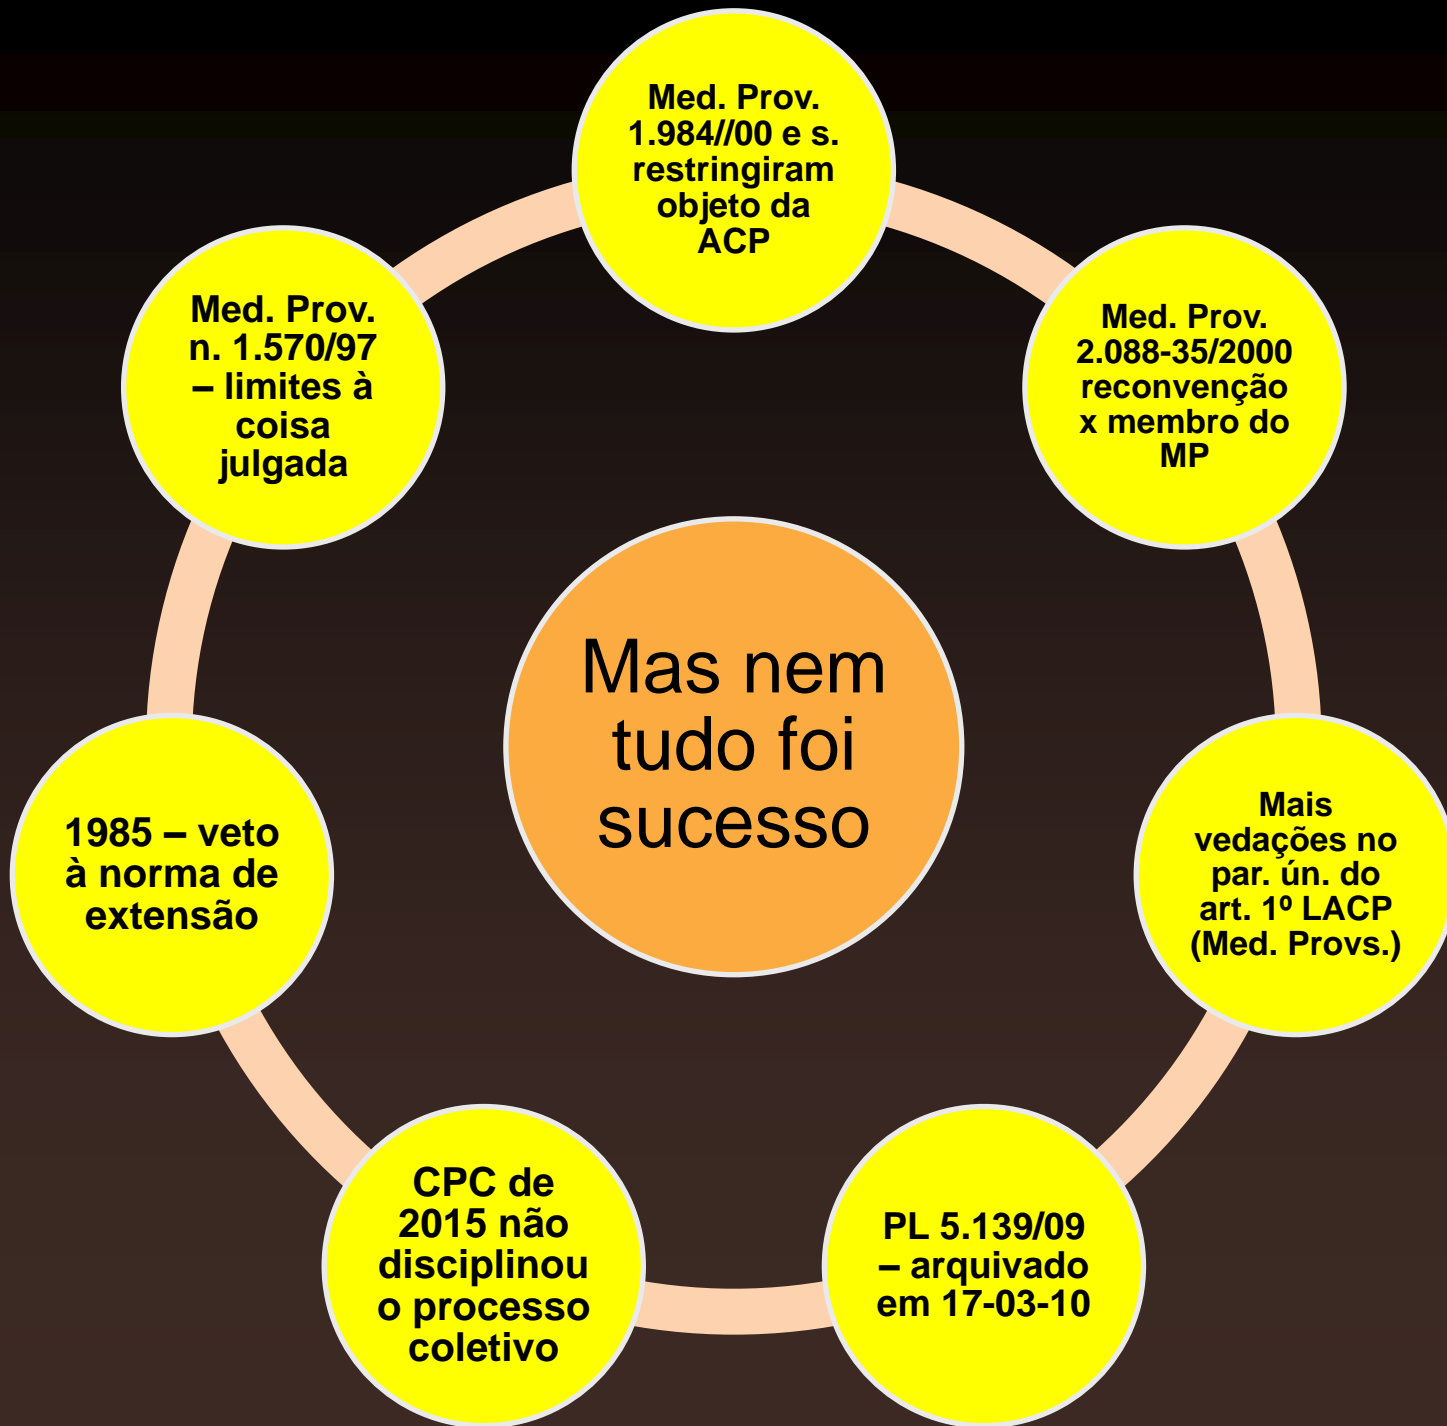 Mas nem
tudo foi
sucesso
Med. Prov.
1.984//00 e s.
restringiram
objeto da
ACP
Med. Prov.
2.088-35/2000
reconvenção
x membro do
MP
Mais
vedações no
par. ún. do
art. 1º LACP
(Med. Provs.)
PL 5.139/09
– arquivado
em 17-03-10
CPC de
2015 não
disciplinou
o processo
coletivo
1985 – veto
à norma de
extensão
Med. Prov.
n. 1.570/97
– limites à
coisa
julgada